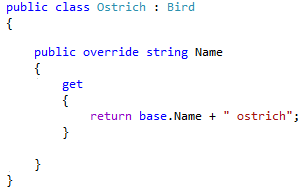 public class Ostrich : Bird
{
public override string Name
{
get
{
return base.Name + " ostrich";
}
}
}